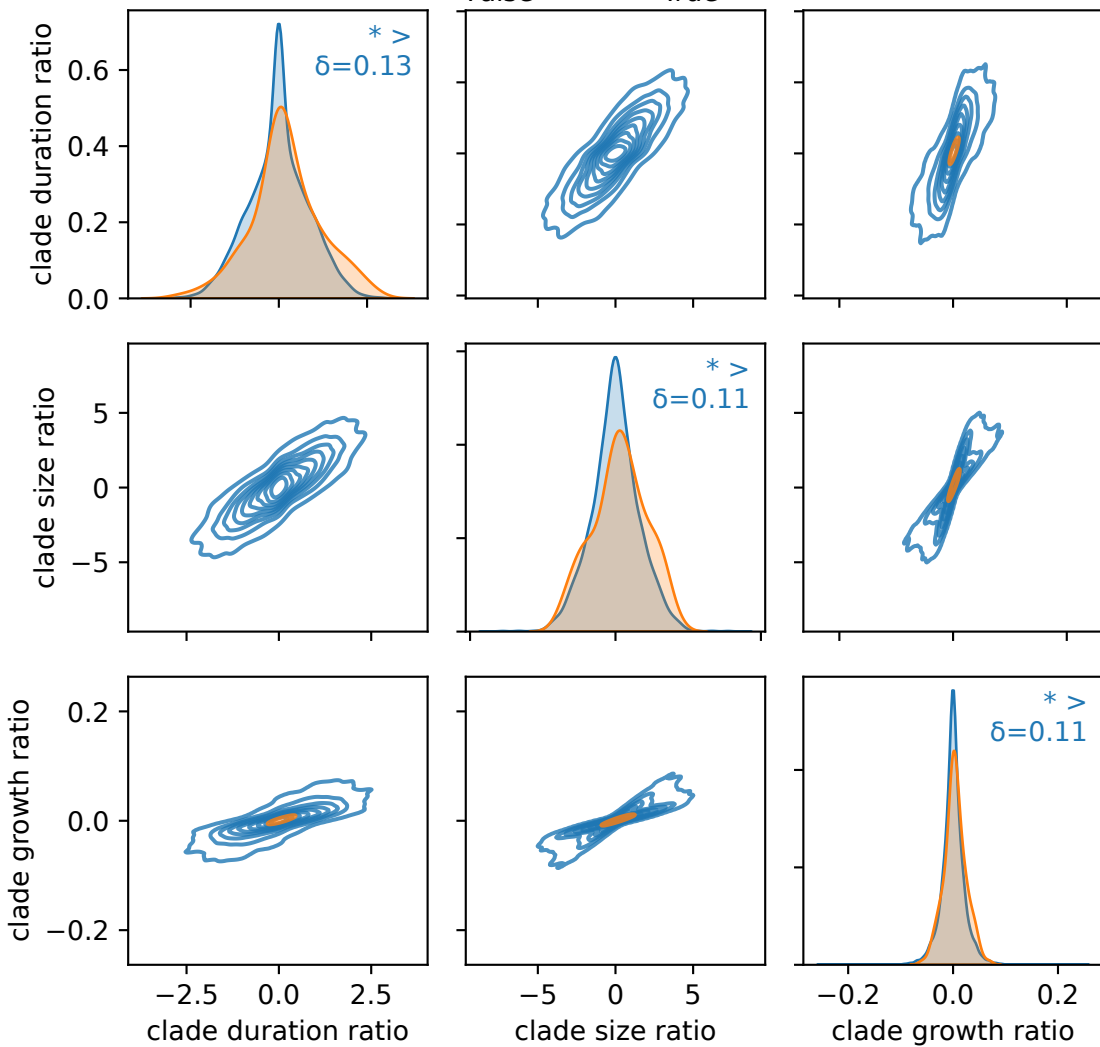 clade duration ratio
0.6
0.4
0.2
0.0
* >
δ=0.13
clade size ratio
5
0
−5
* >
δ=0.11
clade growth ratio
0.2
0.0
−0.2
* >
δ=0.11
−2.5 0.0 2.5
−5 0 5
−0.2 0.0 0.2
clade duration ratio
clade size ratio
clade growth ratio